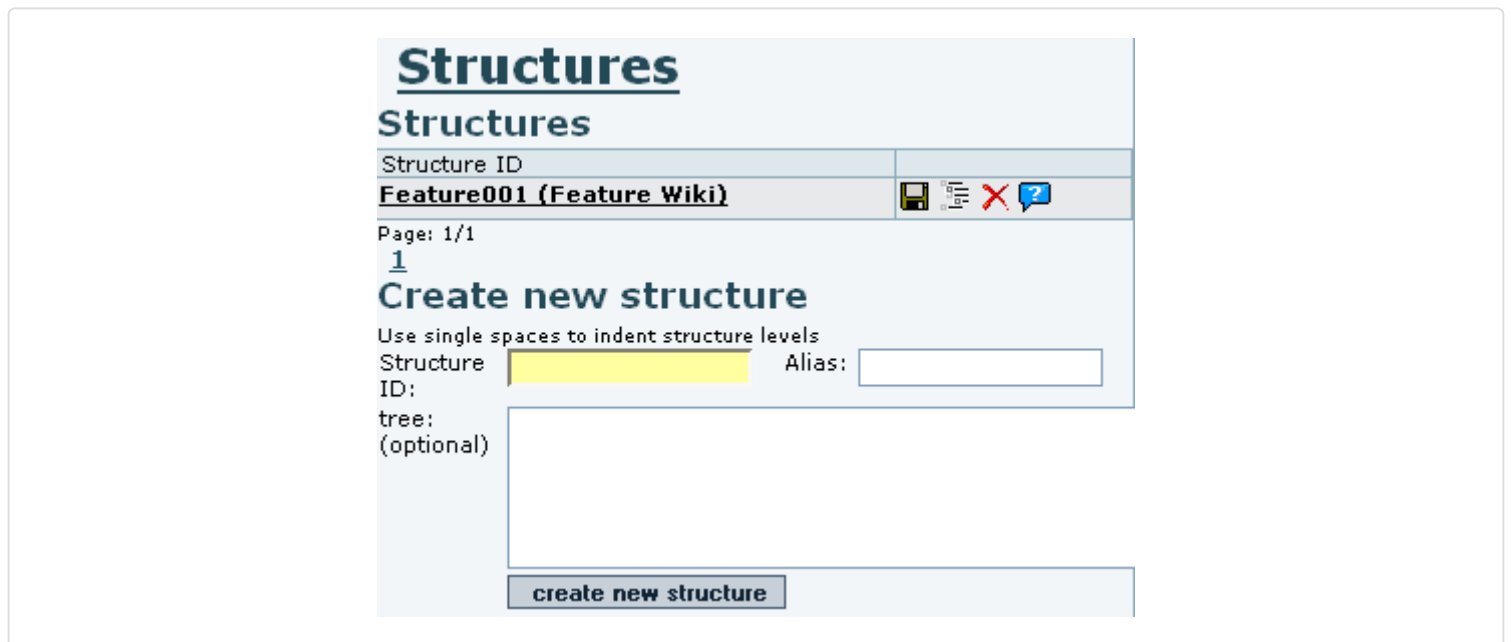 Structures
Structures
Structure ID
Feature001 (Feature Wiki)
?
Page: 1/1
1
Create new structure
Use single spaces to indent structure levels
Structure ID: Alias:
tree:
(optional)
create new structure